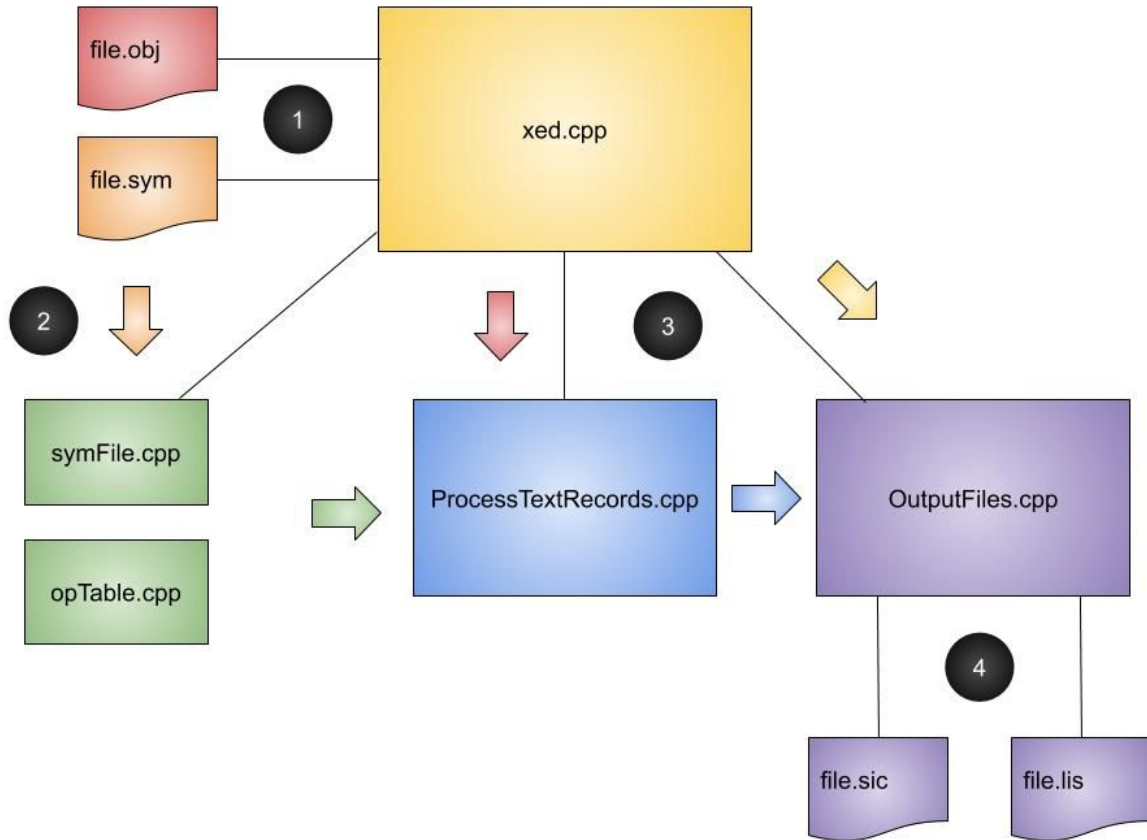 file.obj
1
xed.cpp
file.sym
2
3
symFile.cpp
ProcessTextRecords.cpp
OutputFiles.cpp
opTable.cpp
4
file.sic
file.lis